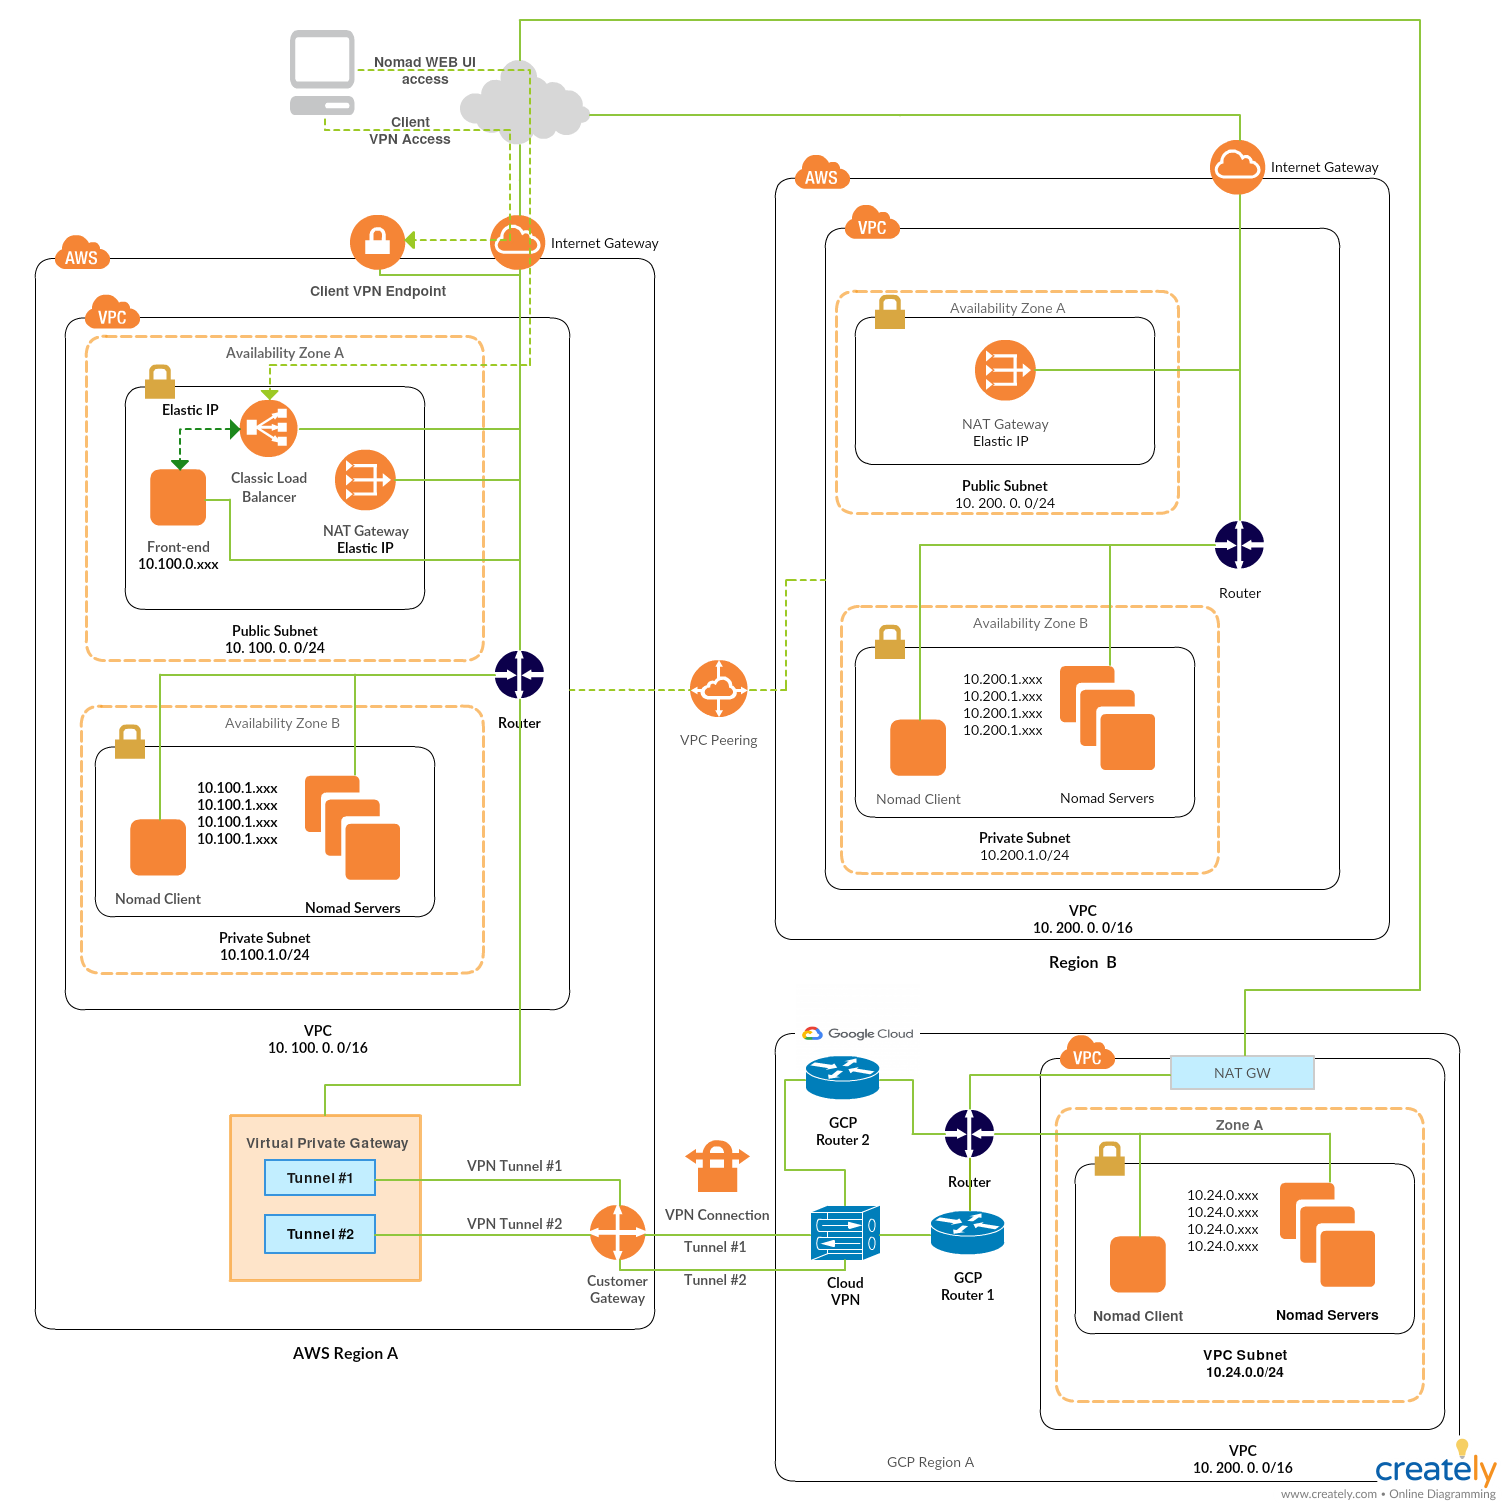 Nomad WEB UI
access
Client
VPN Access
Internet Gateway
AWS
Client VPN Endpoint
VPC
Availability Zone A
Elastic IP
Classic Load
Balancer
Front-end
10.100.0.xxx
NAT Gateway
Elastic IP
Public Subnet
10. 100. 0. 0/24
Router
Availability Zone B
10.100.1.xxx
10.100.1.xxx
10.100.1.xxx
10.100.1.xxx
Nomad Client
Nomad Servers
Private Subnet
10.100.1.0/24
VPC
10. 100. 0. 0/16
Virtual Private Gateway
Tunnel #1
Tunnel #2
VPN Tunnel #1
VPN Tunnel #2
Customer
Gateway
AWS Region A
VPC Peering
VPN Connection
Tunnel #1
Tunnel #2
Internet Gateway
AWS
VPC
Availability Zone A
NAT Gateway
Elastic IP
Public Subnet
10. 200. 0. 0/24
Router
Availability Zone B
10.200.1.xxx
10.200.1.xxx
10.200.1.xxx
10.200.1.xxx
Nomad Client
Nomad Servers
Private Subnet
10.200.1.0/24
VPC
10. 200. 0. 0/16
Region B
Google Cloud
GCP
Router 2
Router
Cloud
VPN
GCP
Router 1
VPC
NAT GW
Zone A
10.24.0.xxx
10.24.0.xxx
10.24.0.xxx
10.24.0.xxx
Nomad Client
Nomad Servers
VPC Subnet
10.24.0.0/24
VPC
10. 200. 0. 0/16
GCP Region A
creately
www.creately.com • Online Diagramming